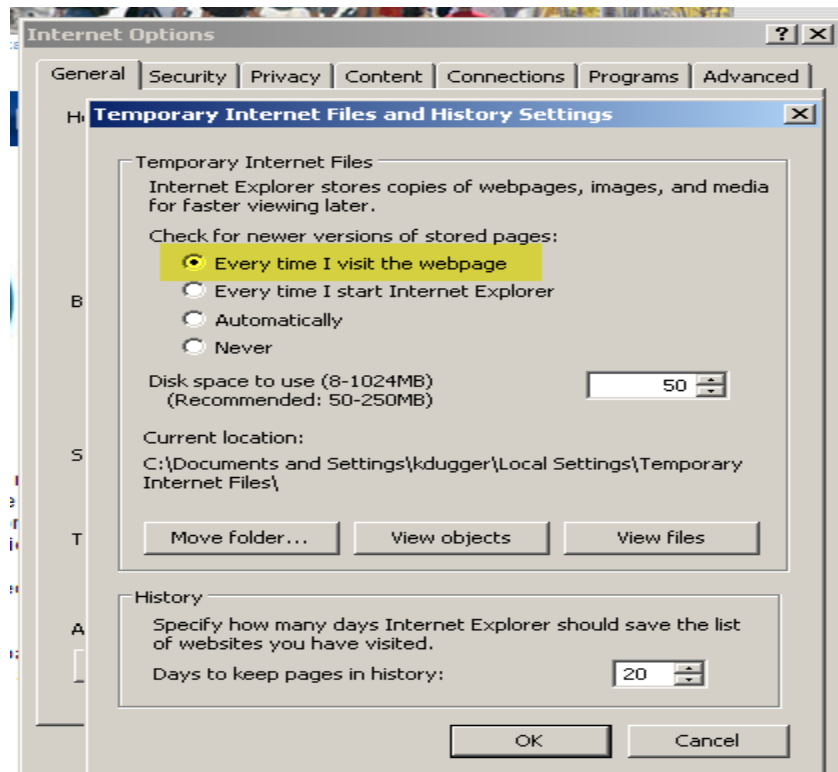 Internet Options
General Security Privacy Content Connections Programs Advanced
Temporary Internet Files and History Settings
Temporary Internet Files
Internet Explorer stores copies of webpages, images, and media
for faster viewing later.
Check for newer versions of stored pages:
Every time I visit the webpage
Every time I start Internet Explorer
Automatically
Never
Disk space to use (8-1024MB) 50
(Recommended: 50-250MB)
Current location:
C:\Documents and Settings\kdugger\Local Settings\Temporary
Internet Files\
Move folder... View objects View files
History
Specify how many days Internet Explorer should save the list
of websites you have visited.
Days to keep pages in history: 20
OK Cancel